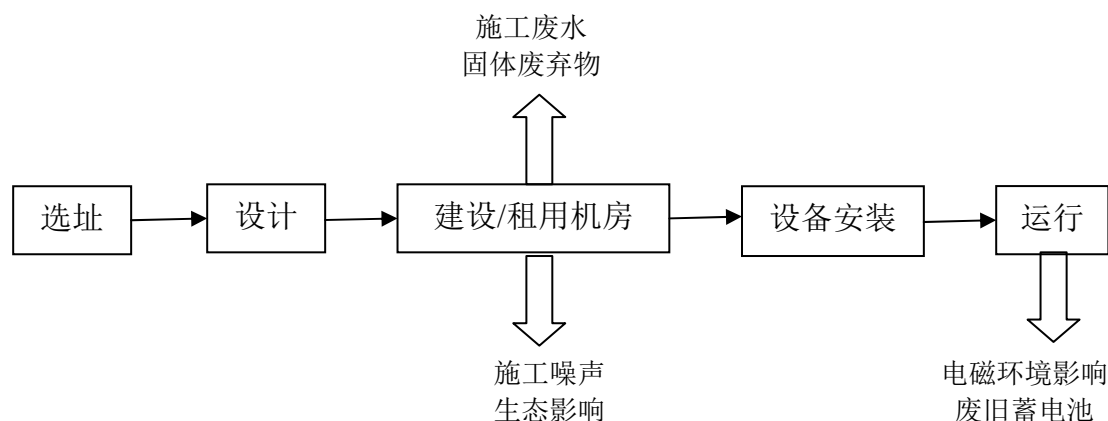 施工废水
固体废弃物
选址
设计
建设/租用机房
设备安装
运行
施工噪声
生态影响
电磁环境影响
废旧蓄电池